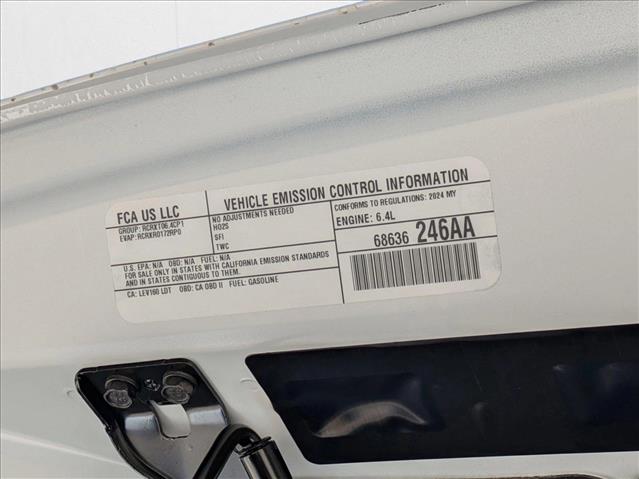 VEHICLE EMISSION CONTROL INFORMATION
FCA US LLC
GROUP: RCRXT06.4CP1
EVAP: RCRXR0172RP0
NO ADJUSTMENTS NEEDED
HO2S
SFI
TWC
CONFORMS TO REGULATIONS: 2024 MY
ENGINE: 6.4L
68636 246AA
U.S. EPA: N/A OBD: N/A FUEL: N/A
FOR SALE ONLY IN STATES WITH CALIFORNIA EMISSION STANDARDS
AND IN STATES CONTIGUOUS TO THEM.
CA: LEV160 LDT OBD: CA OBD II FUEL: GASOLINE